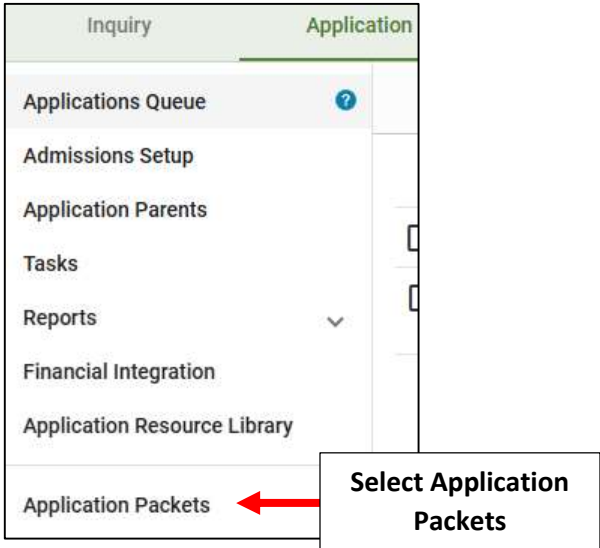 Inquiry Application
Applications Queue ?
Admissions Setup
Application Parents
Tasks
Reports
Financial Integration
Application Resource Library
Application Packets
Select Application
Packets